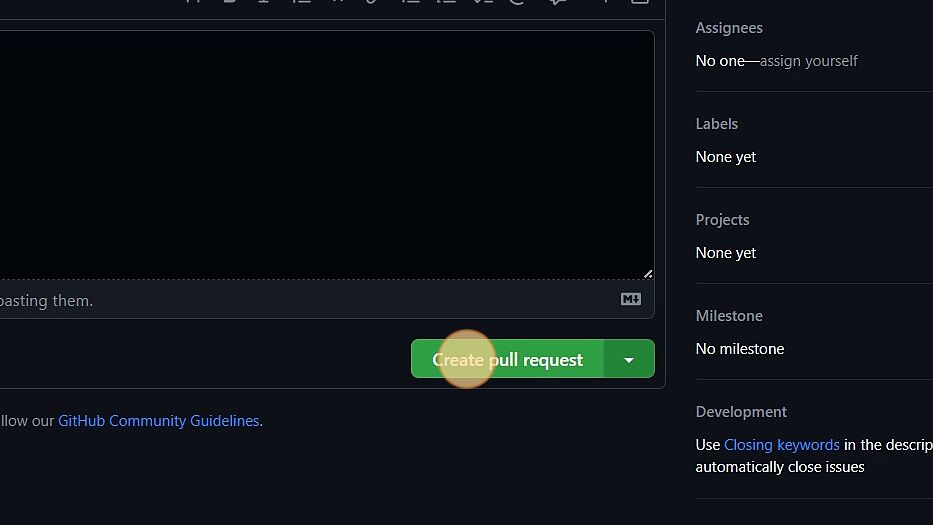 Assignees
No one—assign yourself
Labels
None yet
Projects
None yet
pasting them.
Milestone
No milestone
Create pull request
Development
llow our GitHub Community Guidelines.
Use Closing keywords in the descrip
automatically close issues